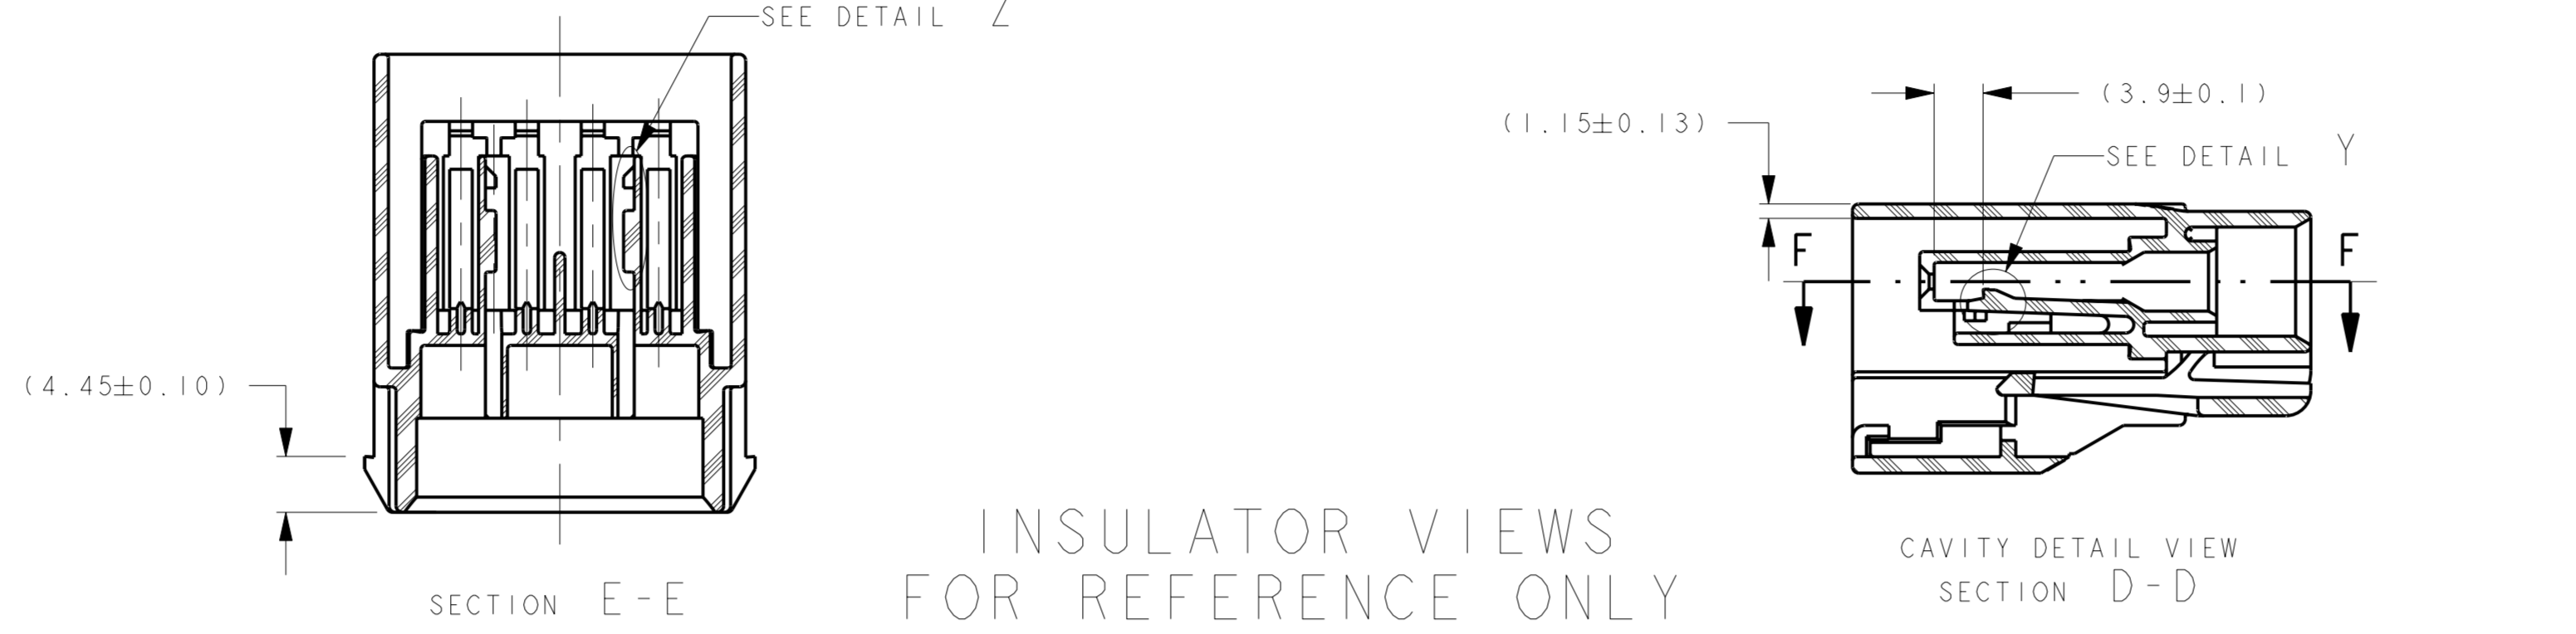 SEE DETAIL Z
(4.45±0.10)
SECTION E-E
INSULATOR VIEWS
FOR REFERENCE ONLY
(3.9±0.1)
(1.15±0.13)
SEE DETAIL Y
F F
CAVITY DETAIL VIEW
SECTION D-D